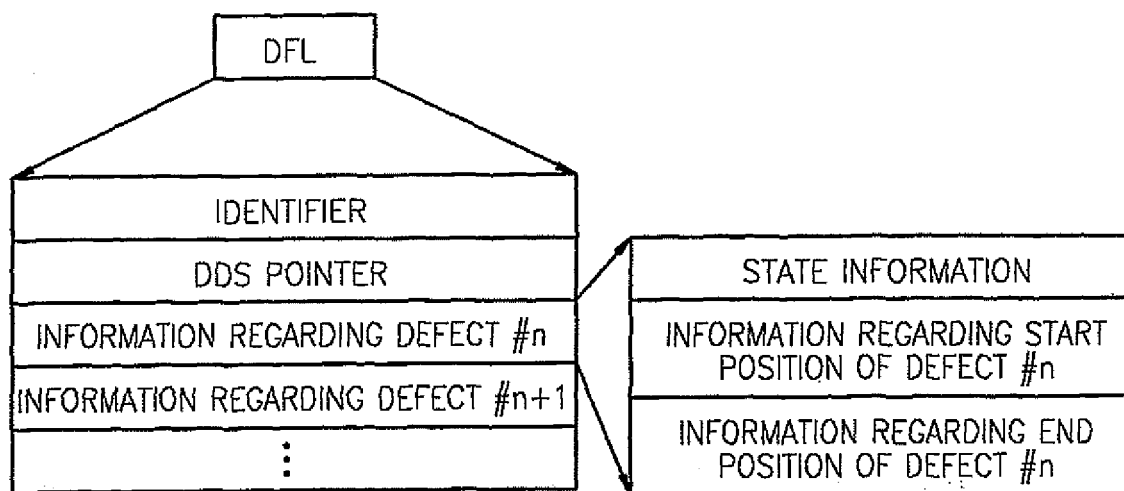 DFL
IDENTIFIER
DDS POINTER
INFORMATION REGARDING DEFECT #n
INFORMATION REGARDING DEFECT #n+1
⋮
STATE INFORMATION
INFORMATION REGARDING START
POSITION OF DEFECT #n
INFORMATION REGARDING END
POSITION OF DEFECT #n